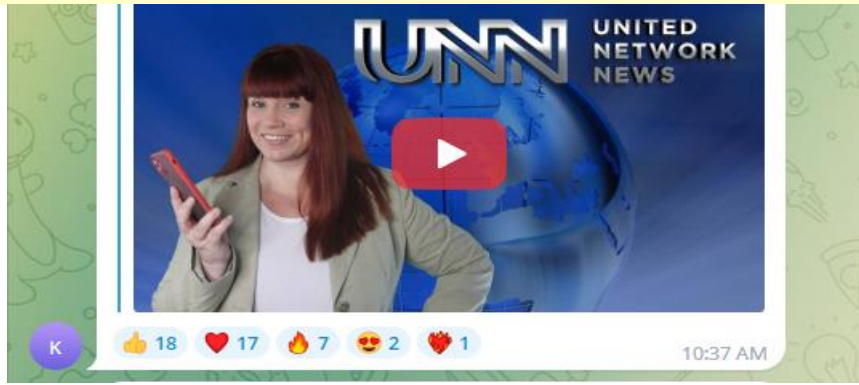 UNN UNITED
NETWORK
NEWS
K
👍 18 ❤️ 17 🔥 7 😍 2 ❤️‍🔥 1
10:37 AM